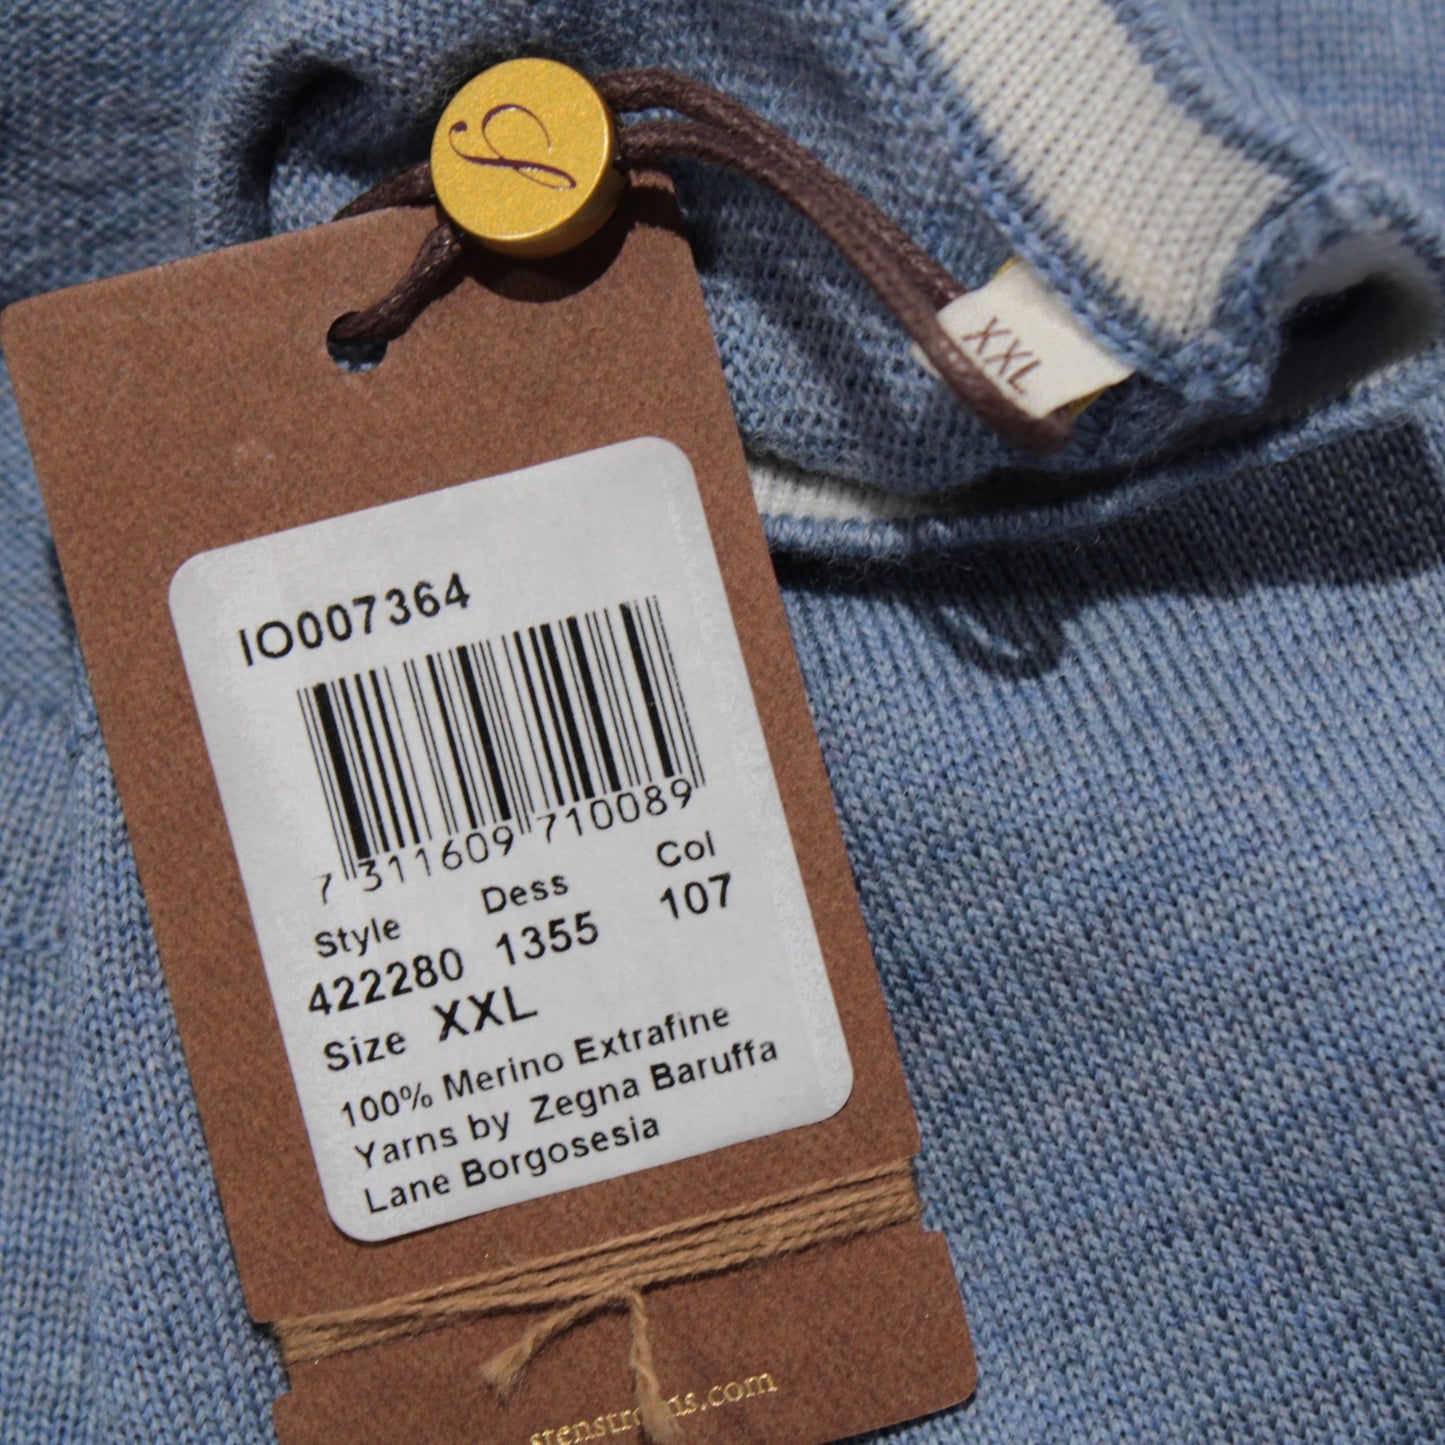 XXL
IO007364
7 311609 710089
Style Dess Col
422280 1355 107
Size XXL
100% Merino Extrafine
Yarns by Zegna Baruffa
Lane Borgosesia